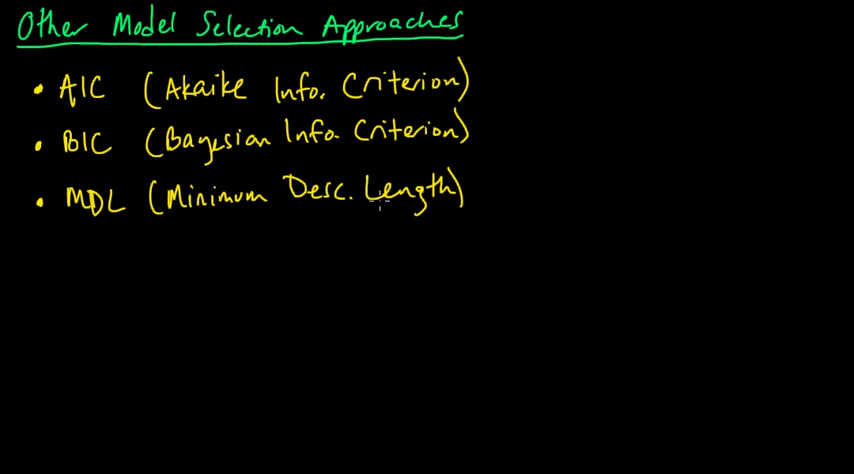 Other Model Selection Approaches
• AIC (Akaike Info. Criterion)
• BIC (Bayesian Info. Criterion)
• MDL (Minimum Desc. Length)